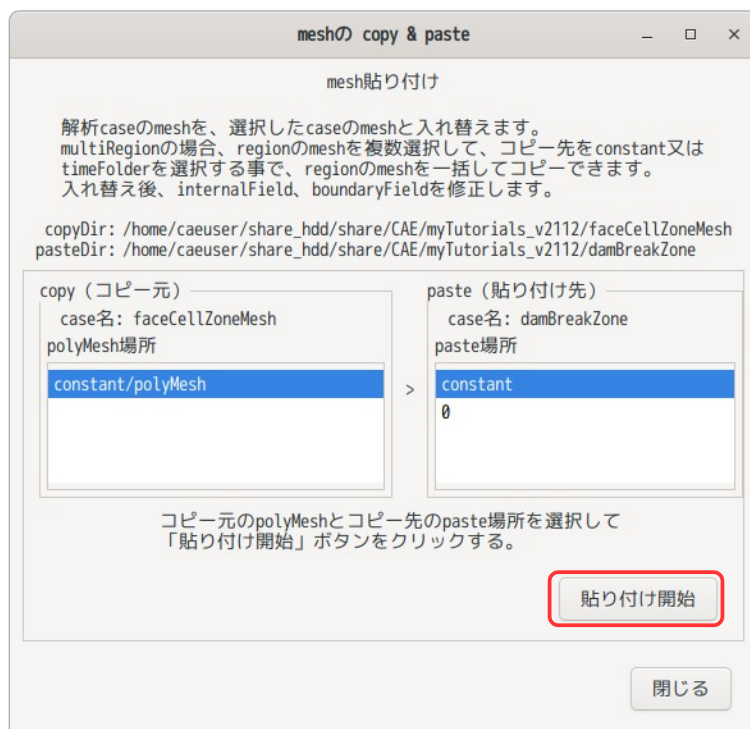 meshの copy & paste
mesh貼り付け
解析caseのmeshを、選択したcaseのmeshと入れ替えます。
multiRegionの場合、regionのmeshを複数選択して、コピー先をconstant又は
timeFolderを選択する事で、regionのmeshを一括してコピーできます。
入れ替え後、internalField、boundaryFieldを修正します。
copyDir: /home/caeuser/share_hdd/share/CAE/myTutorials_v2112/faceCellZoneMesh
pasteDir: /home/caeuser/share_hdd/share/CAE/myTutorials_v2112/damBreakZone
copy（コピー元）
case名: faceCellZoneMesh
polyMesh場所
constant/polyMesh
>
paste（貼り付け先）
case名: damBreakZone
paste場所
constant
0
コピー元のpolyMeshとコピー先のpaste場所を選択して
「貼り付け開始」ボタンをクリックする。
貼り付け開始
閉じる